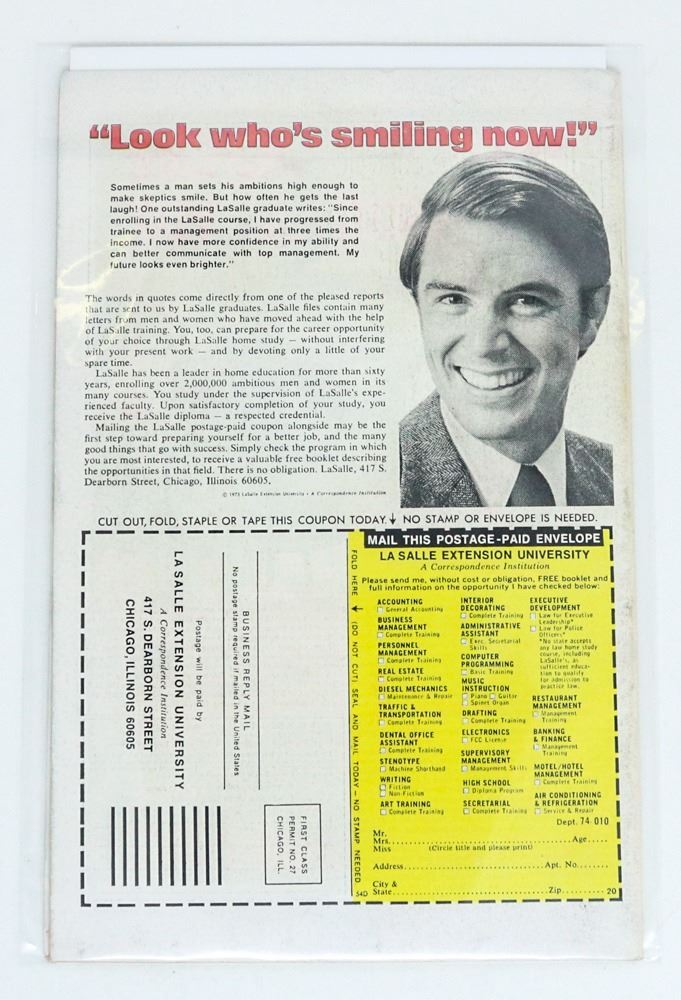 “Look who’s smiling now!”
Sometimes a man sets his ambitions high enough to
make skeptics smile. But how often he gets the last
laugh! One outstanding LaSalle graduate writes: "Since
enrolling in the LaSalle course, I have progressed from
trainee to a management position at three times the
income. I now have more confidence in my ability and
can better communicate with top management. My
future looks even brighter."
The words in quotes come directly from one of the pleased reports
that are sent to us by LaSalle graduates. LaSalle files contain many
letters from men and women who have moved ahead with the help
of LaSalle training. You, too, can prepare for the career opportunity
of your choice through LaSalle home study — without interfering
with your present work — and by devoting only a little of your
spare time.
LaSalle has been a leader in home education for more than sixty
years, enrolling over 2,000,000 ambitious men and women in its
many courses. You study under the supervision of LaSalle's expe-
rienced faculty. Upon satisfactory completion of your study, you
receive the LaSalle diploma — a respected credential.
Mailing the LaSalle postage-paid coupon alongside may be the
first step toward preparing yourself for a better job, and the many
good things that go with success. Simply check the program in which
you are most interested, to receive a valuable free booklet describing
the opportunities in that field. There is no obligation. LaSalle, 417 S.
Dearborn Street, Chicago, Illinois 60605.
© 1973 LaSalle Extension University • A Correspondence Institution
CUT OUT, FOLD, STAPLE OR TAPE THIS COUPON TODAY. ↓ NO STAMP OR ENVELOPE IS NEEDED.
BUSINESS REPLY MAIL
No postage stamp required if mailed in the United States
Postage will be paid by
LA SALLE EXTENSION UNIVERSITY
A Correspondence Institution
417 S. DEARBORN STREET
CHICAGO, ILLINOIS 60605
FIRST CLASS
PERMIT NO. 27
CHICAGO, ILL.
FOLD HERE ← (DO NOT CUT) SEAL AND MAIL TODAY — NO STAMP NEEDED
54D
MAIL THIS POSTAGE-PAID ENVELOPE
LA SALLE EXTENSION UNIVERSITY
A Correspondence Institution
Please send me, without cost or obligation, FREE booklet and
full information on the opportunity I have checked below:
ACCOUNTING
General Accounting
BUSINESS
MANAGEMENT
Complete Training
PERSONNEL
MANAGEMENT
Complete Training
REAL ESTATE
Complete Training
DIESEL MECHANICS
Maintenance & Repair
TRAFFIC &
TRANSPORTATION
Complete Training
DENTAL OFFICE
ASSISTANT
Complete Training
STENOTYPE
Machine Shorthand
WRITING
Fiction
Non-Fiction
ART TRAINING
Complete Training
INTERIOR
DECORATING
Complete Training
ADMINISTRATIVE
ASSISTANT
Exec. Secretarial
Skills
COMPUTER
PROGRAMMING
Basic Training
MUSIC
INSTRUCTION
Piano Guitar
Spinet Organ
DRAFTING
Complete Training
ELECTRONICS
FCC License
SUPERVISORY
MANAGEMENT
Management Skills
HIGH SCHOOL
Diploma Program
SECRETARIAL
Complete Training
EXECUTIVE
DEVELOPMENT
Law for Executive
Leadership*
Law for Police
Officers*
*No state accepts
any law home study
course, including
LaSalle's, as
sufficient educa-
tion to qualify
for admission to
practice law.
RESTAURANT
MANAGEMENT
Management
Training
BANKING
& FINANCE
Management
Training
MOTEL/HOTEL
MANAGEMENT
Complete Training
AIR CONDITIONING
& REFRIGERATION
Service & Repair
Dept. 74-010
Mr.
Mrs.
Miss ........ Age....
(Circle title and please print)
Address........ Apt. No.......
City &
State........ Zip........ 20